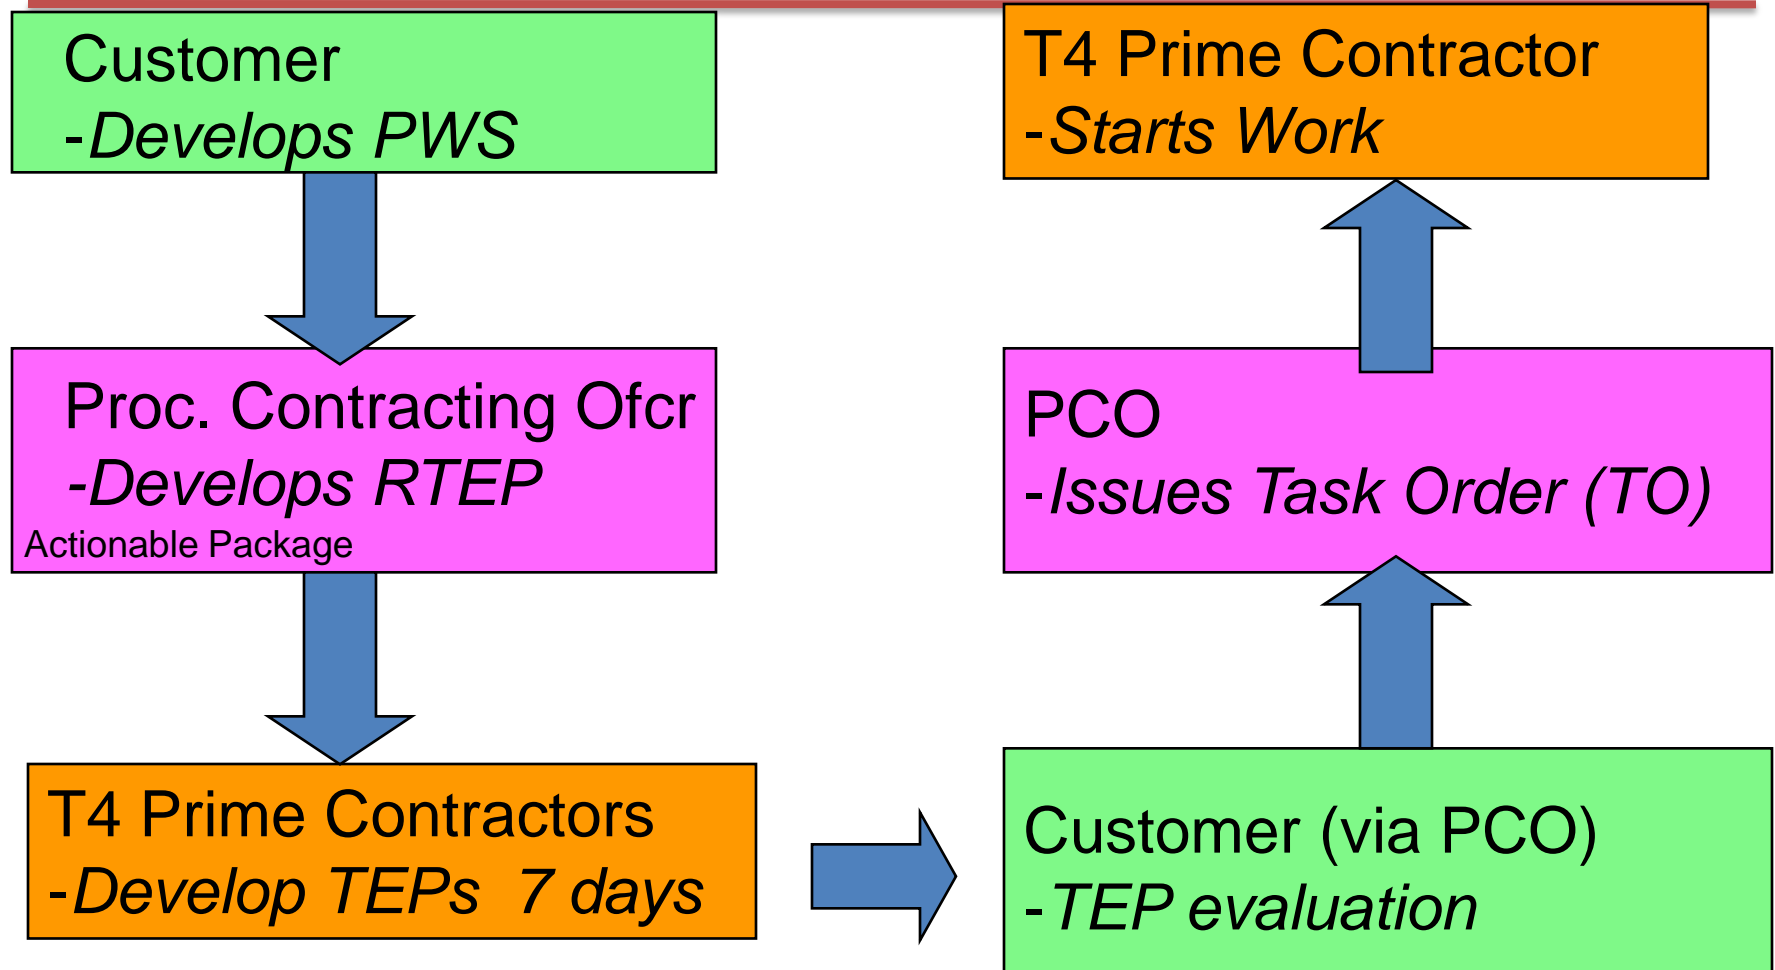 Customer
-Develops PWS
Proc. Contracting Ofcr
-Develops RTEP
Actionable Package
T4 Prime Contractors
-Develop TEPs 7 days
Customer (via PCO)
-TEP evaluation
PCO
-Issues Task Order (TO)
T4 Prime Contractor
-Starts Work